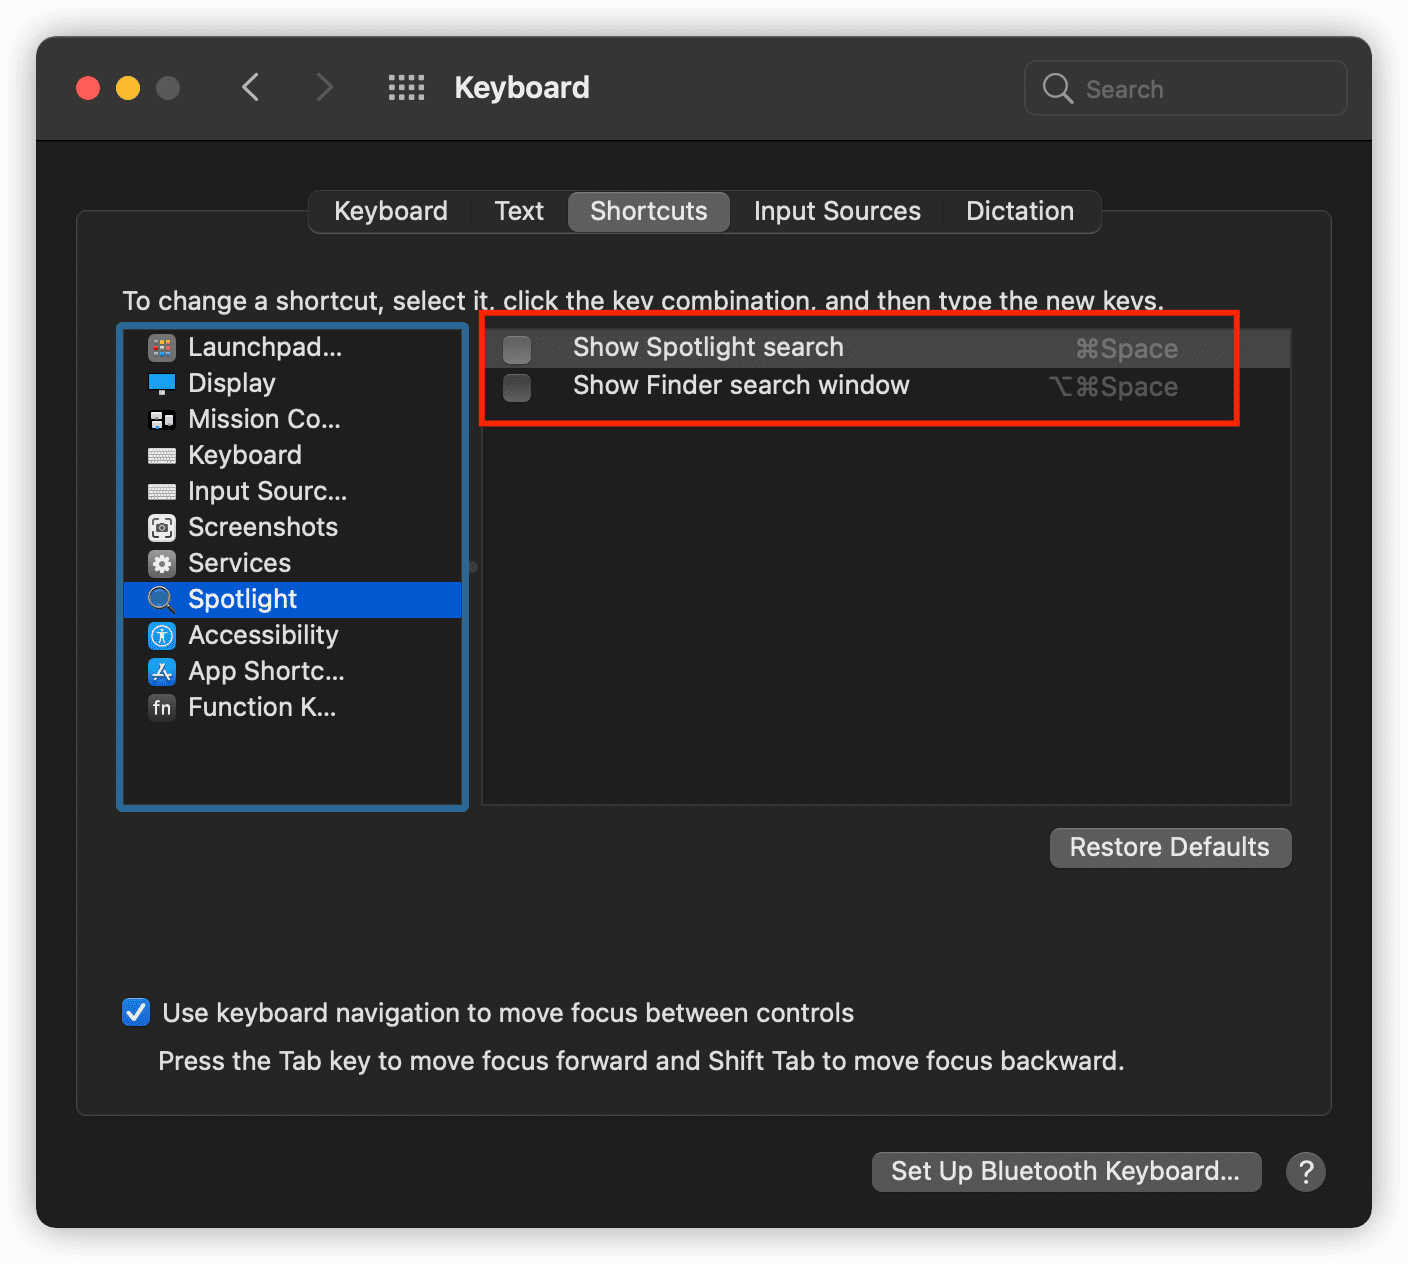 Keyboard
Search
Keyboard
Text
Shortcuts
Input Sources
Dictation
To change a shortcut, select it, click the key combination, and then type the new keys.
Launchpad...
Display
Mission Co...
Keyboard
Input Sourc...
Screenshots
Services
Spotlight
Accessibility
App Shortc...
fn Function K...
Show Spotlight search ⌘Space
Show Finder search window ⌥⌘Space
Restore Defaults
Use keyboard navigation to move focus between controls
Press the Tab key to move focus forward and Shift Tab to move focus backward.
Set Up Bluetooth Keyboard...
?